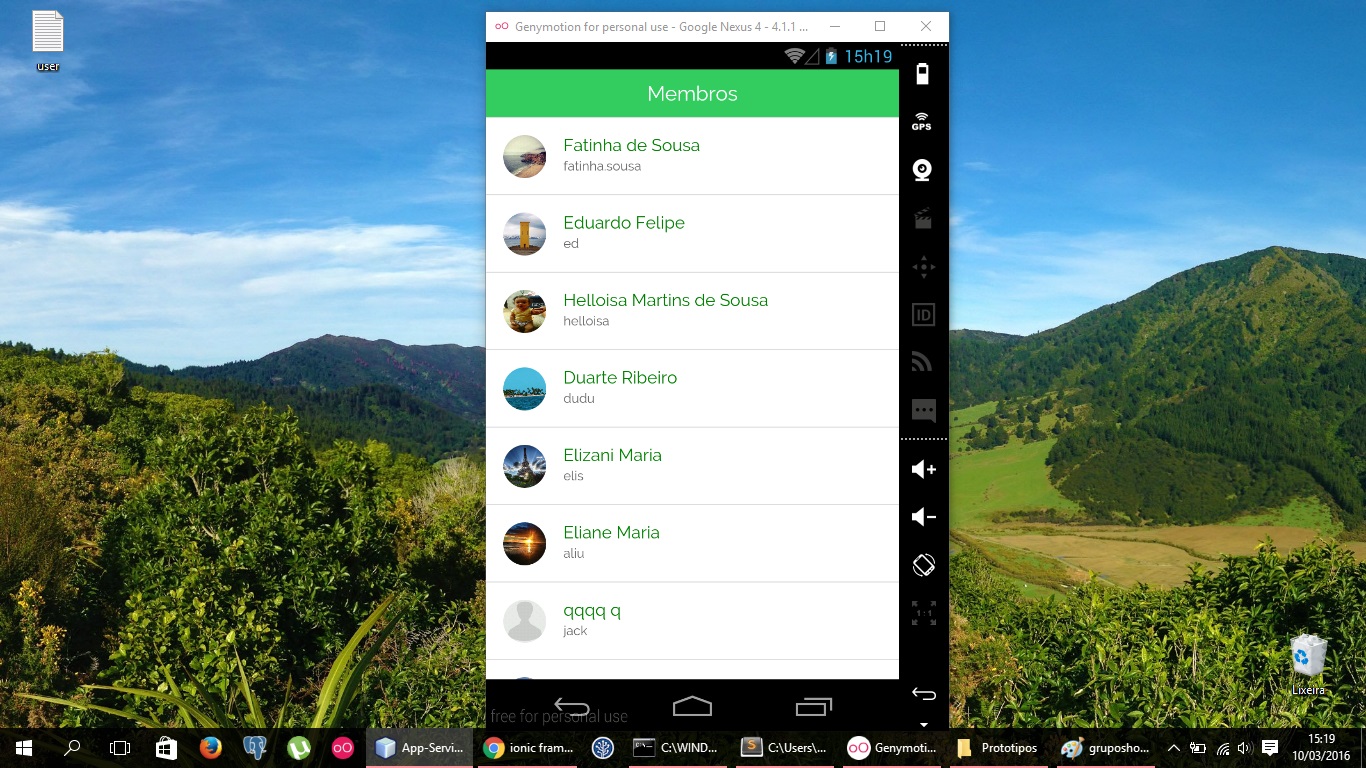 user
Genymotion for personal use - Google Nexus 4 - 4.1.1 ...
15h19
Membros
GPS
Fatinha de Sousa
fatinha.sousa
Eduardo Felipe
ed
Helloisa Martins de Sousa
helloisa
ID
Duarte Ribeiro
dudu
Elizani Maria
elis
Eliane Maria
aliu
qqqq q
jack
1:1
Lixeira
free for personal use
App-Servi...
ionic fram...
C:\WIND...
C:\Users\...
Genymoti...
Prototipos
gruposho...
15:19
10/03/2016